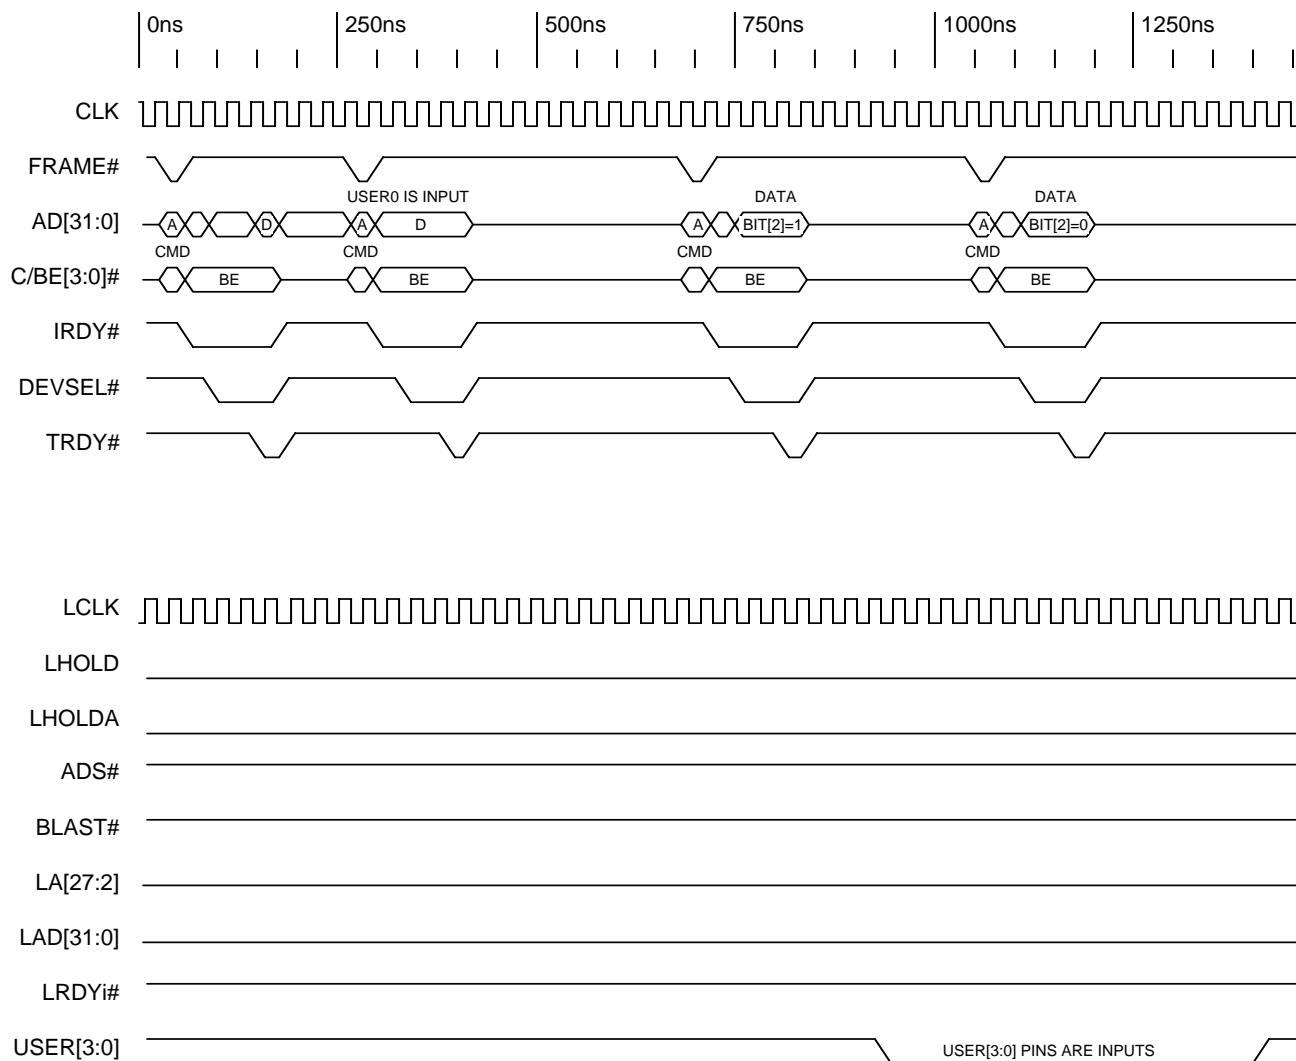 0ns 250ns 500ns 750ns 1000ns 1250ns
CLK
FRAME#
USER0 IS INPUT DATA DATA
AD[31:0] A D A D A BIT[2]=1 A BIT[2]=0
CMD CMD CMD CMD
C/BE[3:0]# BE BE BE BE
IRDY#
DEVSEL#
TRDY#
LCLK
LHOLD
LHOLDA
ADS#
BLAST#
LA[27:2]
LAD[31:0]
LRDYi#
USER[3:0] USER[3:0] PINS ARE INPUTS